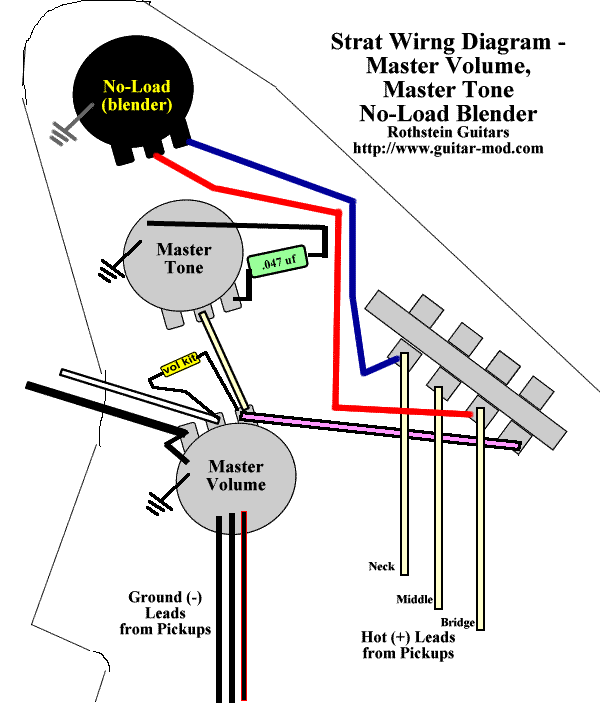 Strat Wirng Diagram -
Master Volume,
Master Tone
No-Load Blender
Rothstein Guitars
http://www.guitar-mod.com
No-Load
(blender)
Master
Tone
.047 uf
vol kit
Master
Volume
Neck
Middle
Bridge
Ground (-)
Leads
from Pickups
Hot (+) Leads
from Pickups